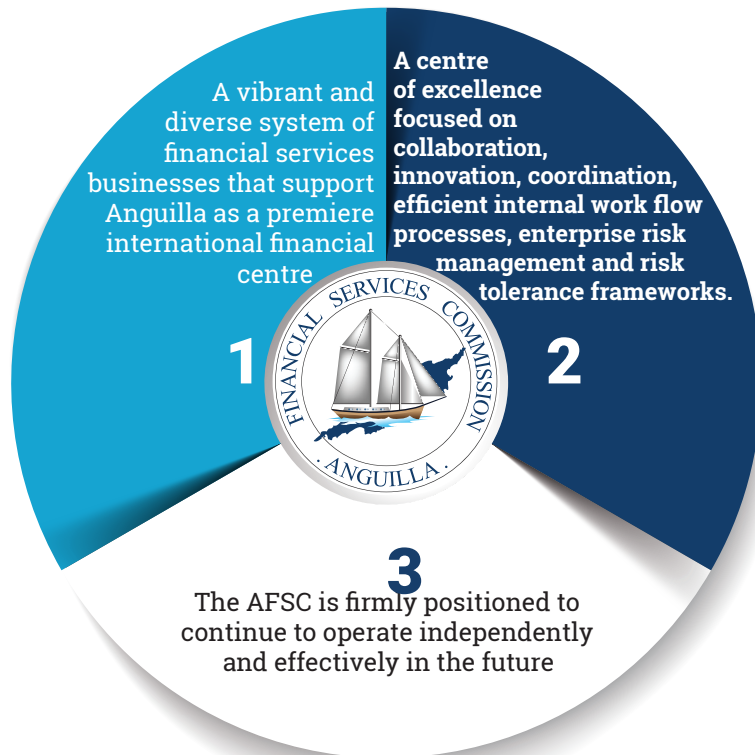 A vibrant and
diverse system of
financial services
businesses that support
Anguilla as a premiere
international financial
centre
1
A centre
of excellence
focused on
collaboration,
innovation, coordination,
efficient internal work flow
processes, enterprise risk
management and risk
tolerance frameworks.
2
FINANCIAL SERVICES COMMISSION
. ANGUILLA .
3
The AFSC is firmly positioned to
continue to operate independently
and effectively in the future